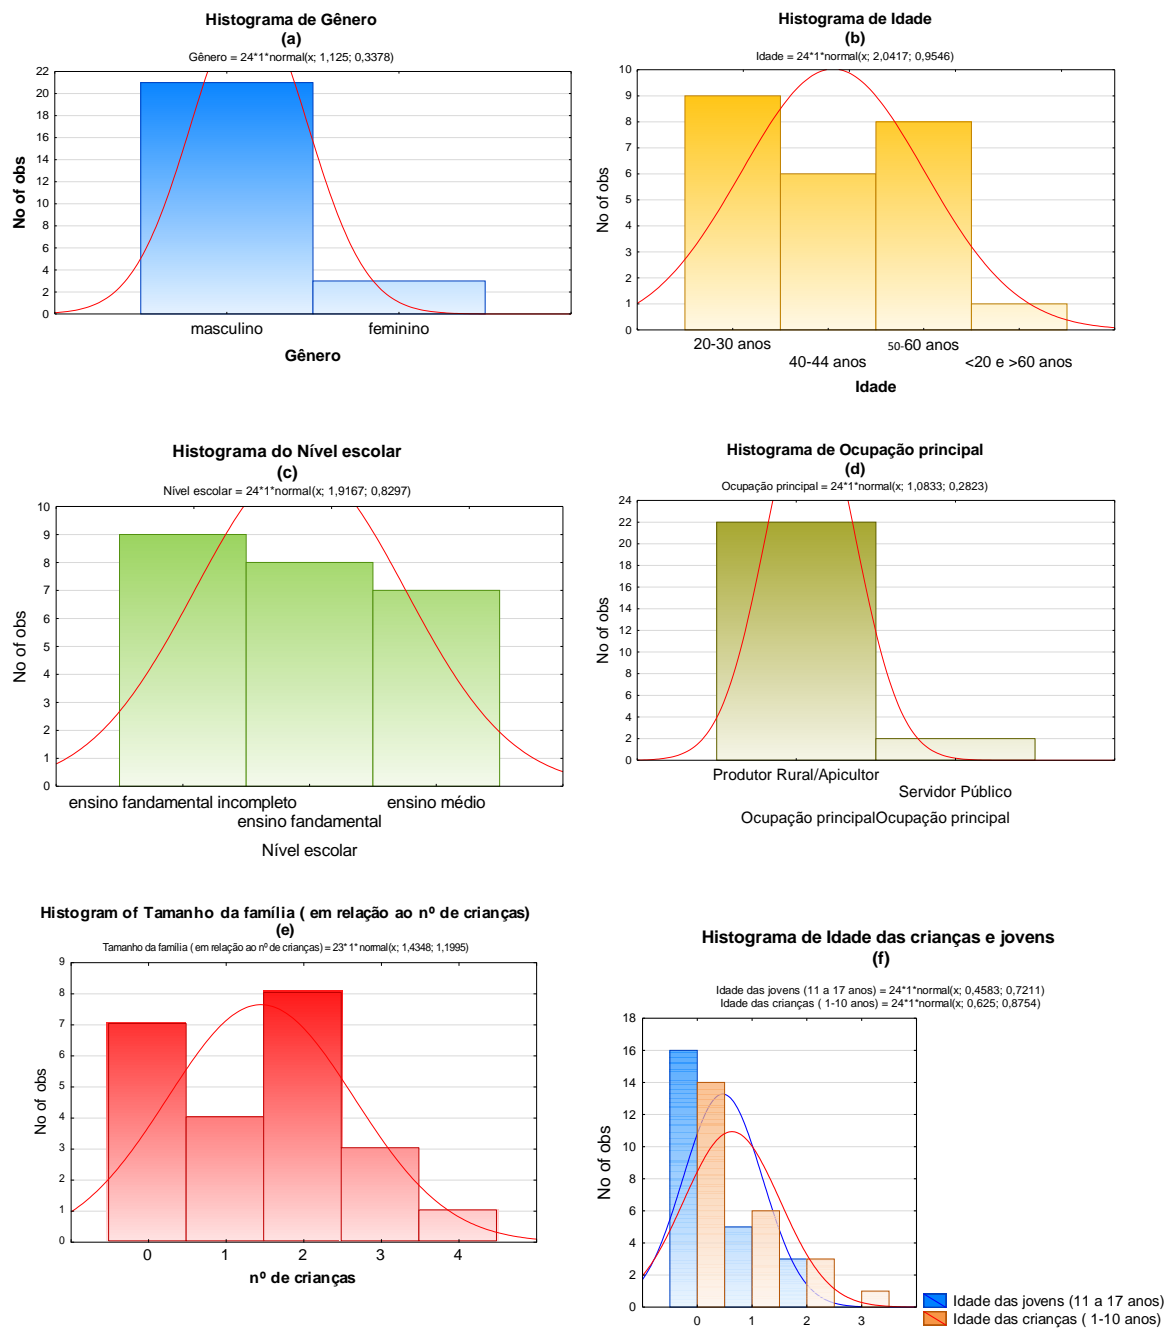 Histograma de Gênero
(a)
Gênero = 24*1*normal(x; 1,125; 0,3378)
22
20
18
16
14
12
10
8
6
4
2
0
No of obs
masculino
feminino
Gênero
Histograma de Idade
(b)
Idade = 24*1*normal(x; 2,0417; 0,9546)
10
9
8
7
6
5
4
3
2
1
0
No of obs
20-30 anos
50-60 anos
40-44 anos
<20 e >60 anos
Idade
Histograma do Nível escolar
(c)
Nível escolar = 24*1*normal(x; 1,9167; 0,8297)
10
9
8
7
6
5
4
3
2
1
0
No of obs
ensino fandamental incompleto
ensino médio
ensino fandamental
Nível escolar
Histograma de Ocupação principal
(d)
Ocupação principal = 24*1*normal(x; 1,0833; 0,2823)
24
22
20
18
16
14
12
10
8
6
4
2
0
No of obs
Produtor Rural/Apicultor
Servidor Público
Ocupação principalOcupação principal
Histogram of Tamanho da família ( em relação ao nº de crianças)
(e)
Tamanho da família ( em relação ao nº de crianças) = 23*1*normal(x; 1,4348; 1,1995)
9
8
7
6
5
4
3
2
1
0
No of obs
0 1 2 3 4
nº de crianças
Histograma de Idade das crianças e jovens
(f)
Idade das jovens (11 a 17 anos) = 24*1*normal(x; 0,4583; 0,7211)
Idade das crianças ( 1-10 anos) = 24*1*normal(x; 0,625; 0,8754)
18
16
14
12
10
8
6
4
2
0
No of obs
0 1 2 3
Idade das jovens (11 a 17 anos)
Idade das crianças ( 1-10 anos)